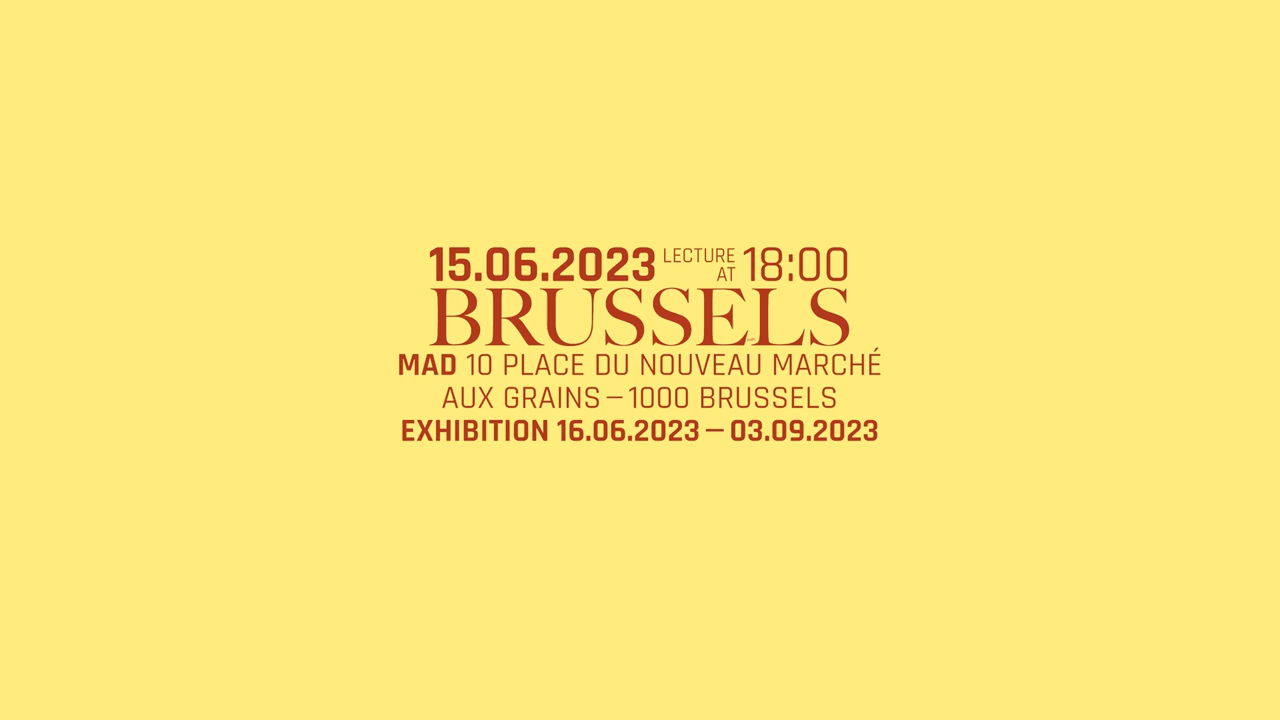 15.06.2023 LECTURE AT 18:00
BRUSSELS
MAD 10 PLACE DU NOUVEAU MARCHÉ
AUX GRAINS — 1000 BRUSSELS
EXHIBITION 16.06.2023 — 03.09.2023